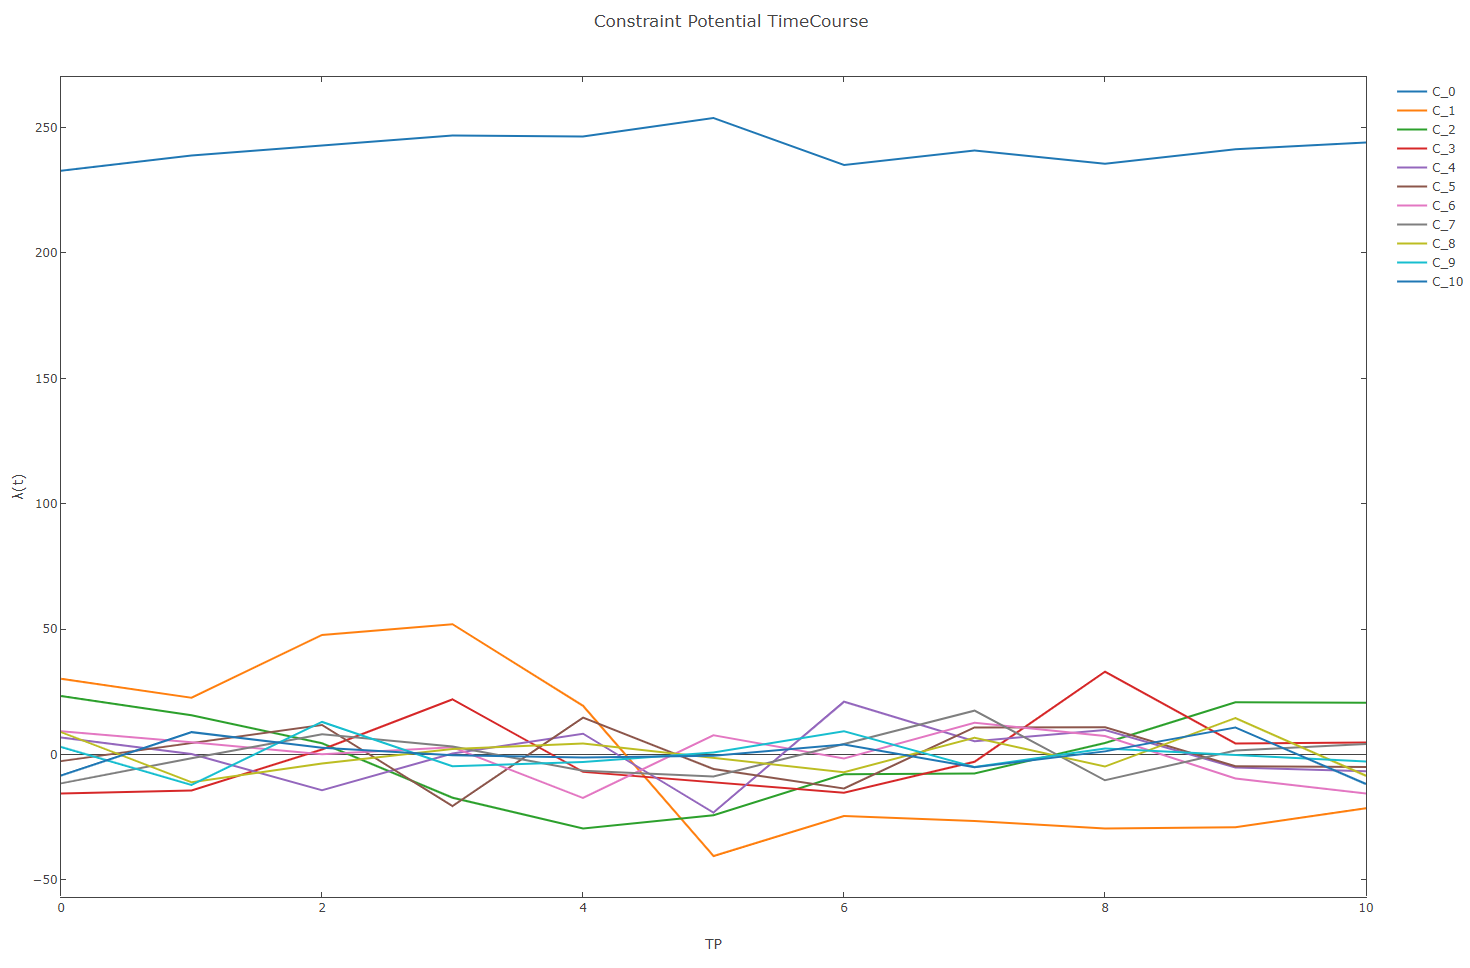 Constraint Potential TimeCourse
C_0
C_1
C_2
C_3
C_4
C_5
C_6
C_7
C_8
C_9
C_10
250
200
150
100
50
0
−50
λ(t)
0 2 4 6 8 10
TP